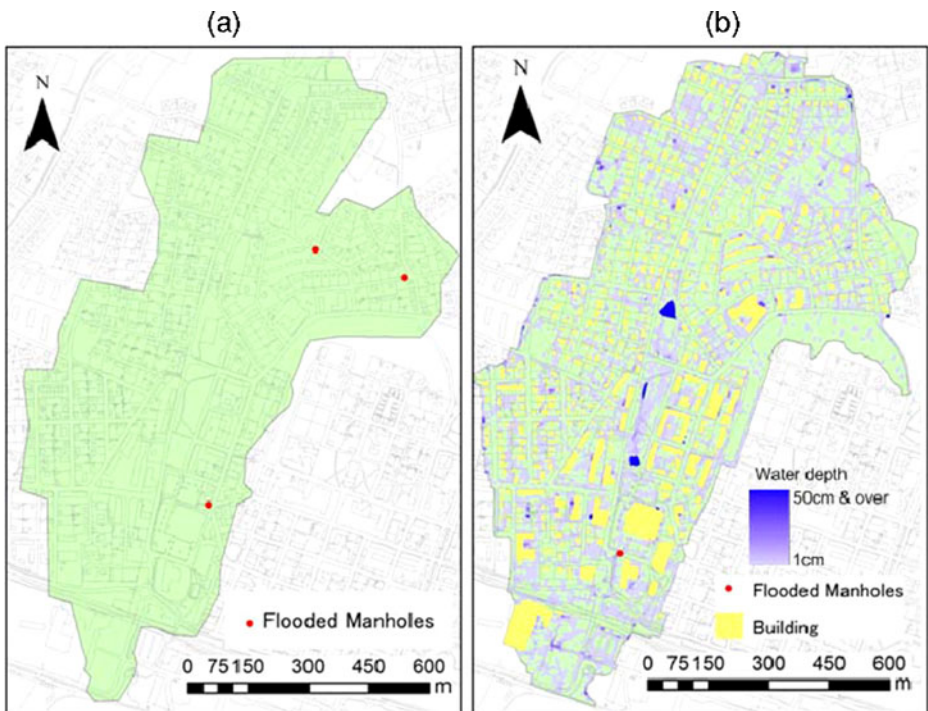 (a)
N
Flooded Manholes
0 75 150 300 450 600
m
(b)
N
Water depth
50cm & over
1cm
Flooded Manholes
Building
0 75 150 300 450 600
m